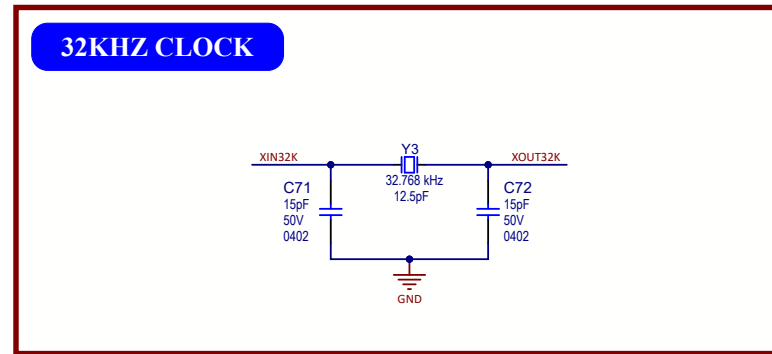 32KHZ CLOCK
XIN32K
Y3
XOUT32K
32.768 kHz
12.5pF
C71
15pF
50V
0402
C72
15pF
50V
0402
GND